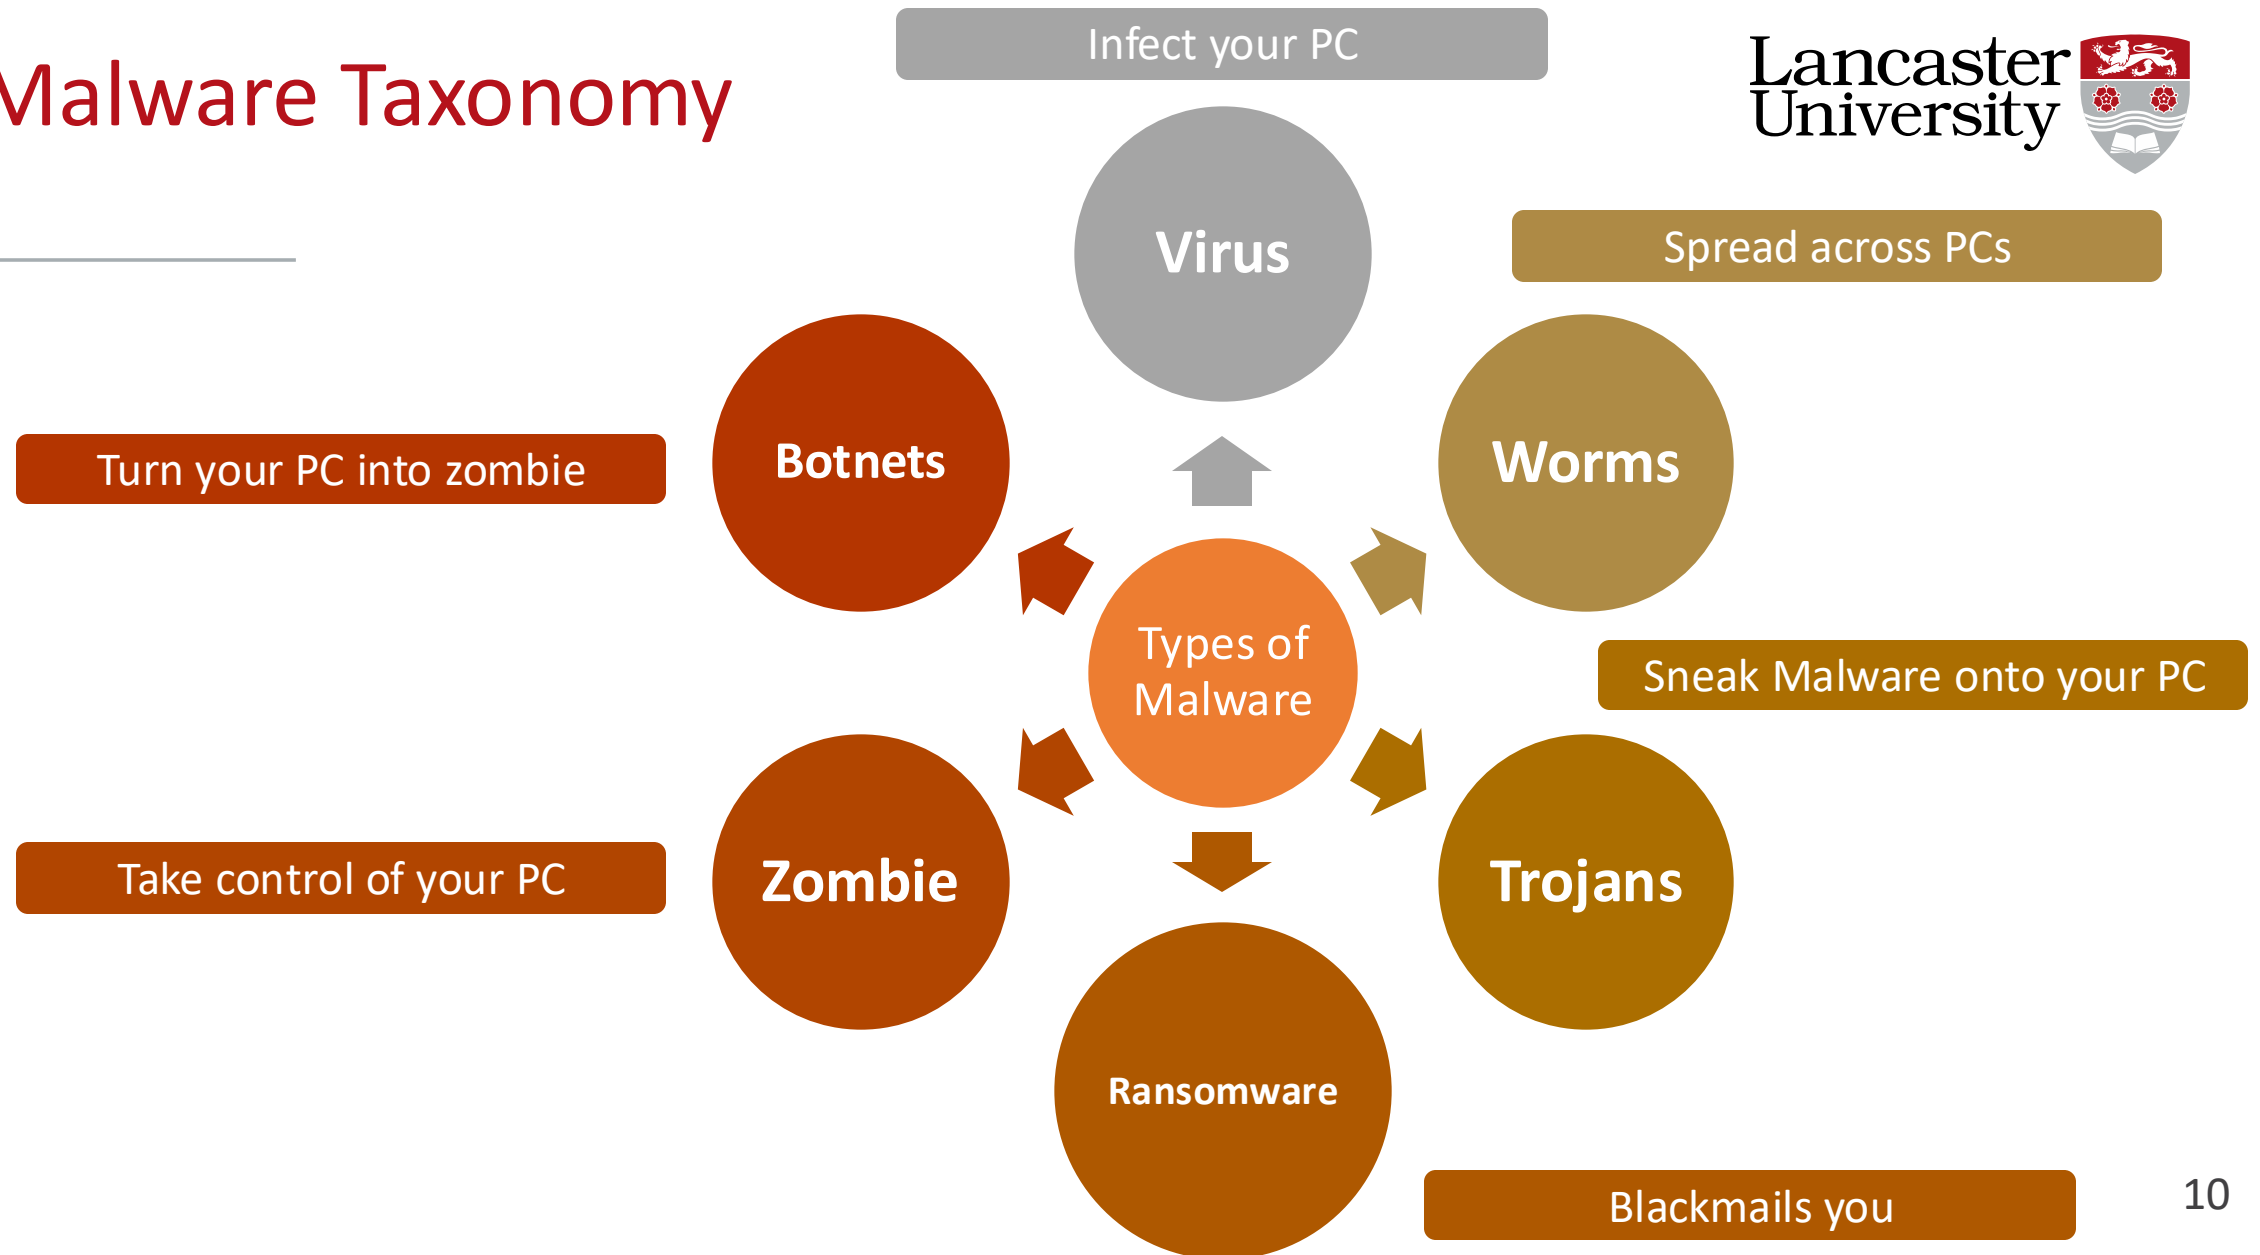 Malware Taxonomy
Infect your PC
Lancaster
University
Virus
Spread across PCs
Botnets
Worms
Turn your PC into zombie
Types of
Malware
Sneak Malware onto your PC
Zombie
Trojans
Take control of your PC
Ransomware
Blackmails you
10